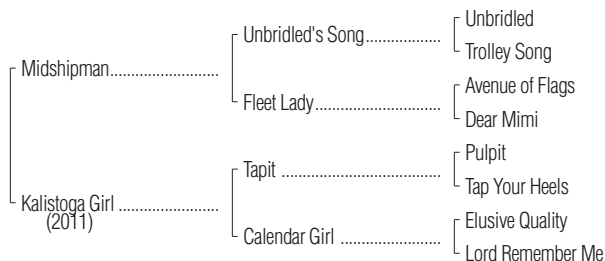 Unbridled
Unbridled's Song....................
Trolley Song
Midshipman.............................
Avenue of Flags
Fleet Lady..................................
Dear Mimi
Pulpit
Tapit ...........................................
Tap Your Heels
Kalistoga Girl ...........................
(2011)
Elusive Quality
Calendar Girl ...........................
Lord Remember Me